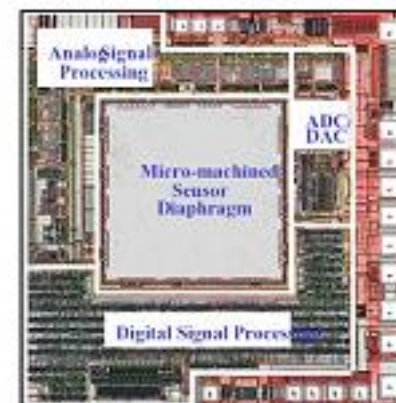 Analog Signal
Processing
ADC/
DAC
Micro-machined
Sensor
Diaphragm
Digital Signal Processing